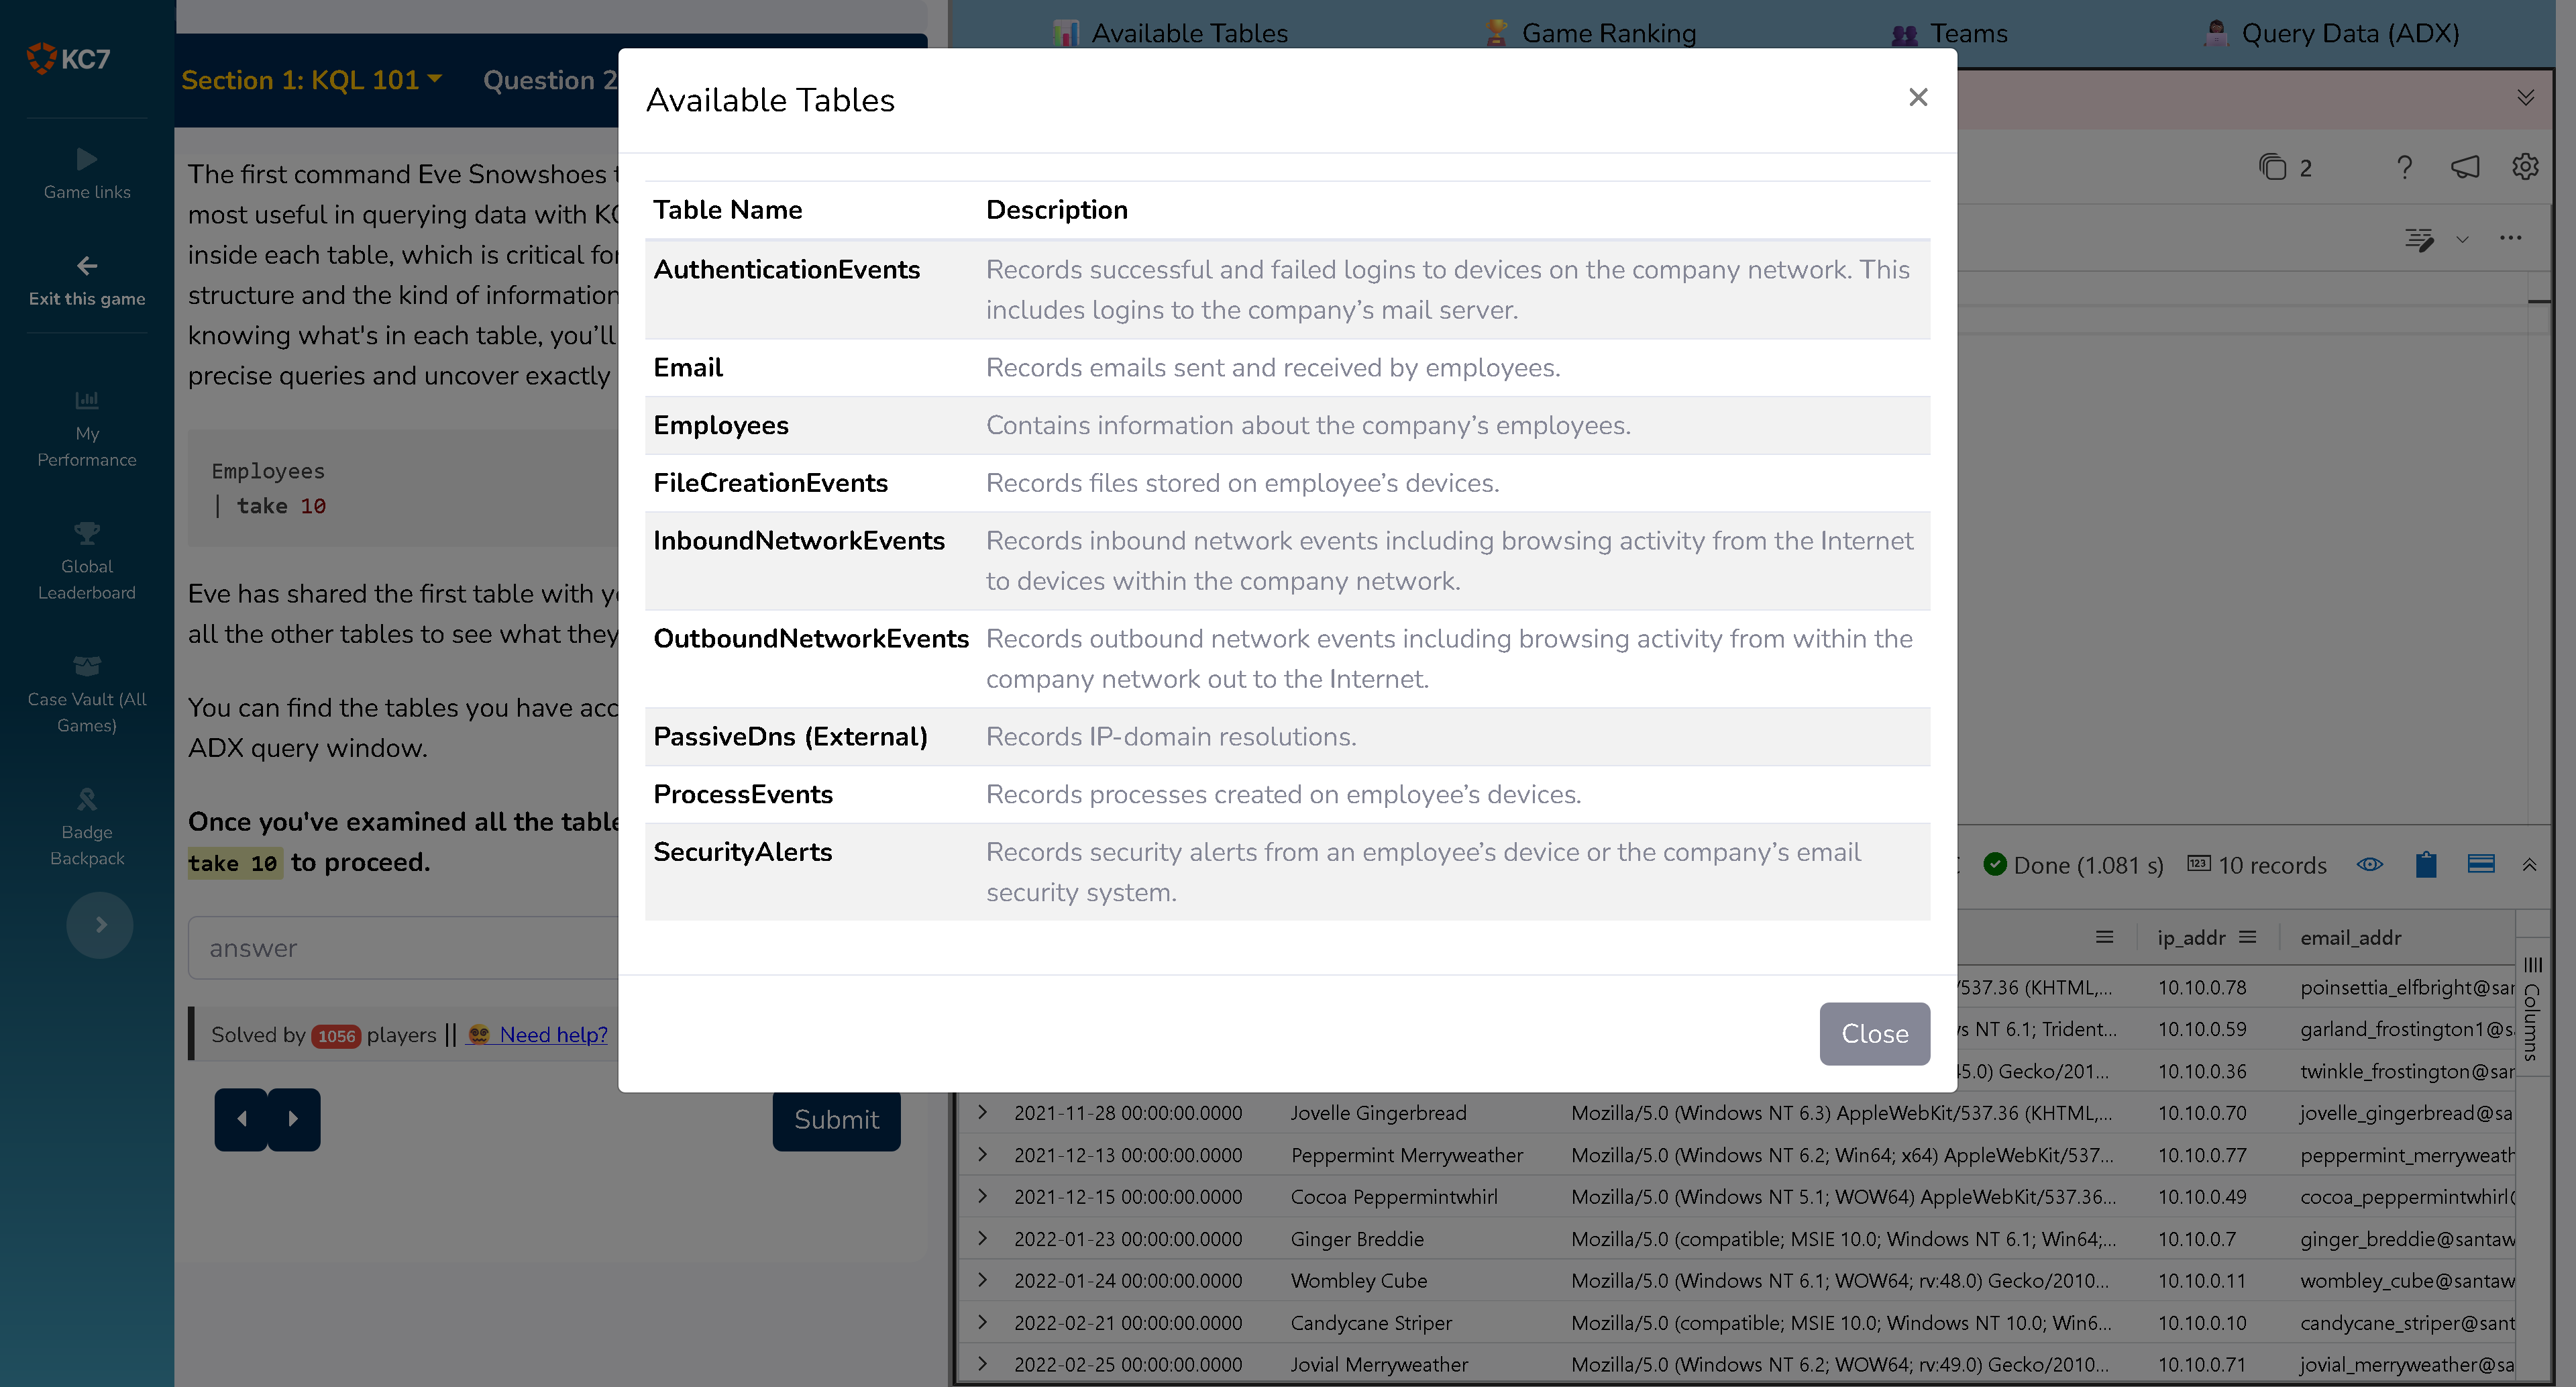 KC7
Game links
Exit this game
My
Performance
Global
Leaderboard
Case Vault (All
Games)
Badge
Backpack
Section 1: KQL 101
Question 2
The first command Eve Snowshoes
most useful in querying data with
inside each table, which is critical for
structure and the kind of information
knowing what's in each table, you'll
precise queries and uncover exactly
Employees
| take 10
Eve has shared the first table with
all the other tables to see what they
You can find the tables you have
ADX query window.
Once you've examined all the
take 10 to proceed.
answer
Solved by 1056 players || Need help?
Submit
Available Tables
Game Ranking
Teams
Query Data (ADX)
Available Tables
×
Table Name Description
AuthenticationEvents Records successful and failed logins to devices on the company network. This
includes logins to the company's mail server.
Email Records emails sent and received by employees.
Employees Contains information about the company's employees.
FileCreationEvents Records files stored on employee's devices.
InboundNetworkEvents Records inbound network events including browsing activity from the Internet
to devices within the company network.
OutboundNetworkEvents Records outbound network events including browsing activity from within the
company network out to the Internet.
PassiveDns (External) Records IP-domain resolutions.
ProcessEvents Records processes created on employee's devices.
SecurityAlerts Records security alerts from an employee's device or the company's email
security system.
Close
2
Done (1.081 s) 123 10 records
ip_addr email_addr
/537.36 (KHTML,... 10.10.0.78 poinsettia_elfbright@sa
NT 6.1; Trident... 10.10.0.59 garland_frostington1@s
Gecko/201... 10.10.0.36 twinkle_frostington@sa
2021-11-28 00:00:00.0000 Jovelle Gingerbread Mozilla/5.0 (Windows NT 6.3) AppleWebKit/537.36 (KHTML,... 10.10.0.70 jovelle_gingerbread@sa
2021-12-13 00:00:00.0000 Peppermint Merryweather Mozilla/5.0 (Windows NT 6.2; Win64; x64) AppleWebKit/537... 10.10.0.77 peppermint_merryweath
2021-12-15 00:00:00.0000 Cocoa Peppermintwhirl Mozilla/5.0 (Windows NT 5.1; WOW64) AppleWebKit/537.36... 10.10.0.49 cocoa_peppermintwhirl
2022-01-23 00:00:00.0000 Ginger Breddie Mozilla/5.0 (compatible; MSIE 10.0; Windows NT 6.1; Win64;... 10.10.0.7 ginger_breddie@santaw
2022-01-24 00:00:00.0000 Wombley Cube Mozilla/5.0 (Windows NT 6.1; WOW64; rv:48.0) Gecko/2010... 10.10.0.11 wombley_cube@santaw
2022-02-21 00:00:00.0000 Candycane Striper Mozilla/5.0 (compatible; MSIE 10.0; Windows NT 10.0; Win6... 10.10.0.10 candycane_striper@sant
2022-02-25 00:00:00.0000 Jovial Merryweather Mozilla/5.0 (Windows NT 6.2; WOW64; rv:49.0) Gecko/2010... 10.10.0.71 jovial_merryweather@sa
Columns